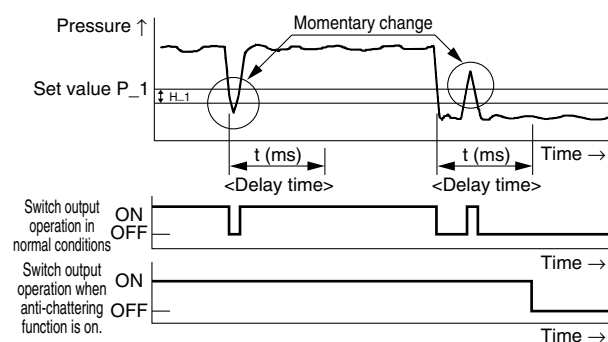 Pressure ↑
Momentary change
Set value P_1
H_1
t (ms)
t (ms)
Time →
<Delay time>
<Delay time>
Switch output
operation in
normal conditions
ON
OFF
Time →
Switch output
operation when
anti-chattering
function is on.
ON
OFF
Time →